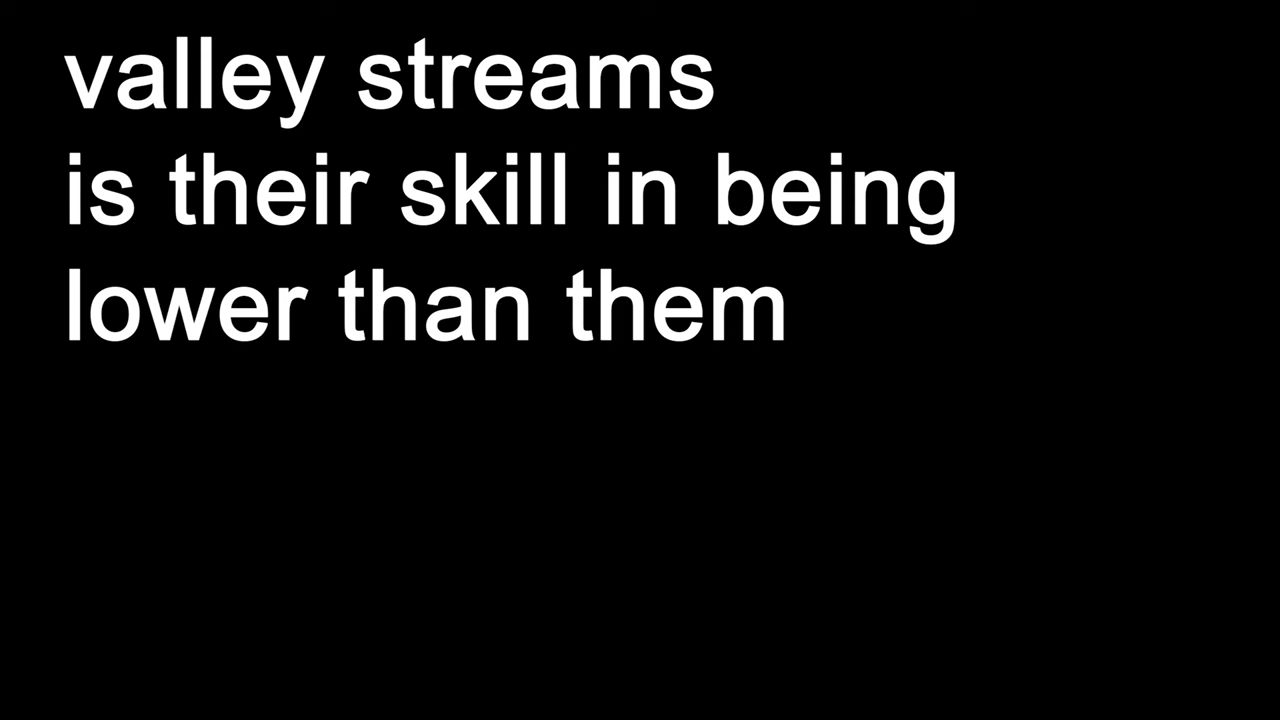 valley streams
is their skill in being
lower than them